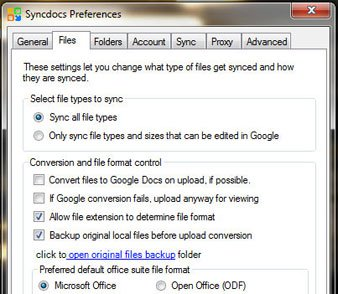 Syncdocs Preferences
General Files Folders Account Sync Proxy Advanced
These settings let you change what type of files get synced and how
they are synced.
Select file types to sync
Sync all file types
Only sync file types and sizes that can be edited in Google
Conversion and file format control
Convert files to Google Docs on upload, if possible.
If Google conversion fails, upload anyway for viewing
Allow file extension to determine file format
Backup original local files before upload conversion
click to open original files backup folder
Preferred default office suite file format
Microsoft Office Open Office (ODF)